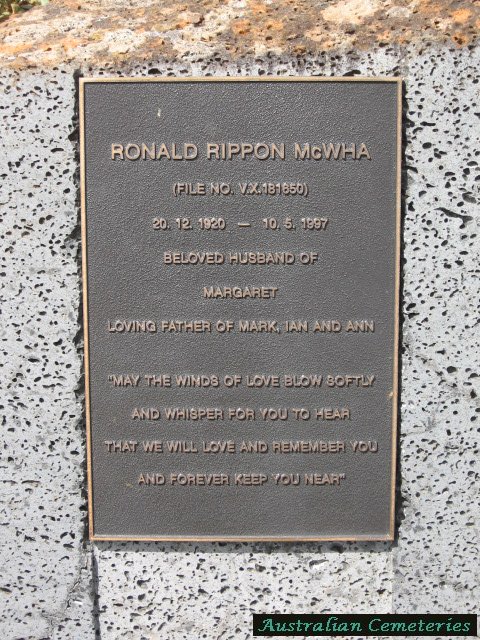 RONALD RIPPON McWHA
(FILE NO. V.X.181650)
20. 12. 1920 — 10. 5. 1997
BELOVED HUSBAND OF
MARGARET
LOVING FATHER OF MARK, IAN AND ANN
"MAY THE WINDS OF LOVE BLOW SOFTLY
AND WHISPER FOR YOU TO HEAR
THAT WE WILL LOVE AND REMEMBER YOU
AND FOREVER KEEP YOU NEAR"
Australian Cemeteries